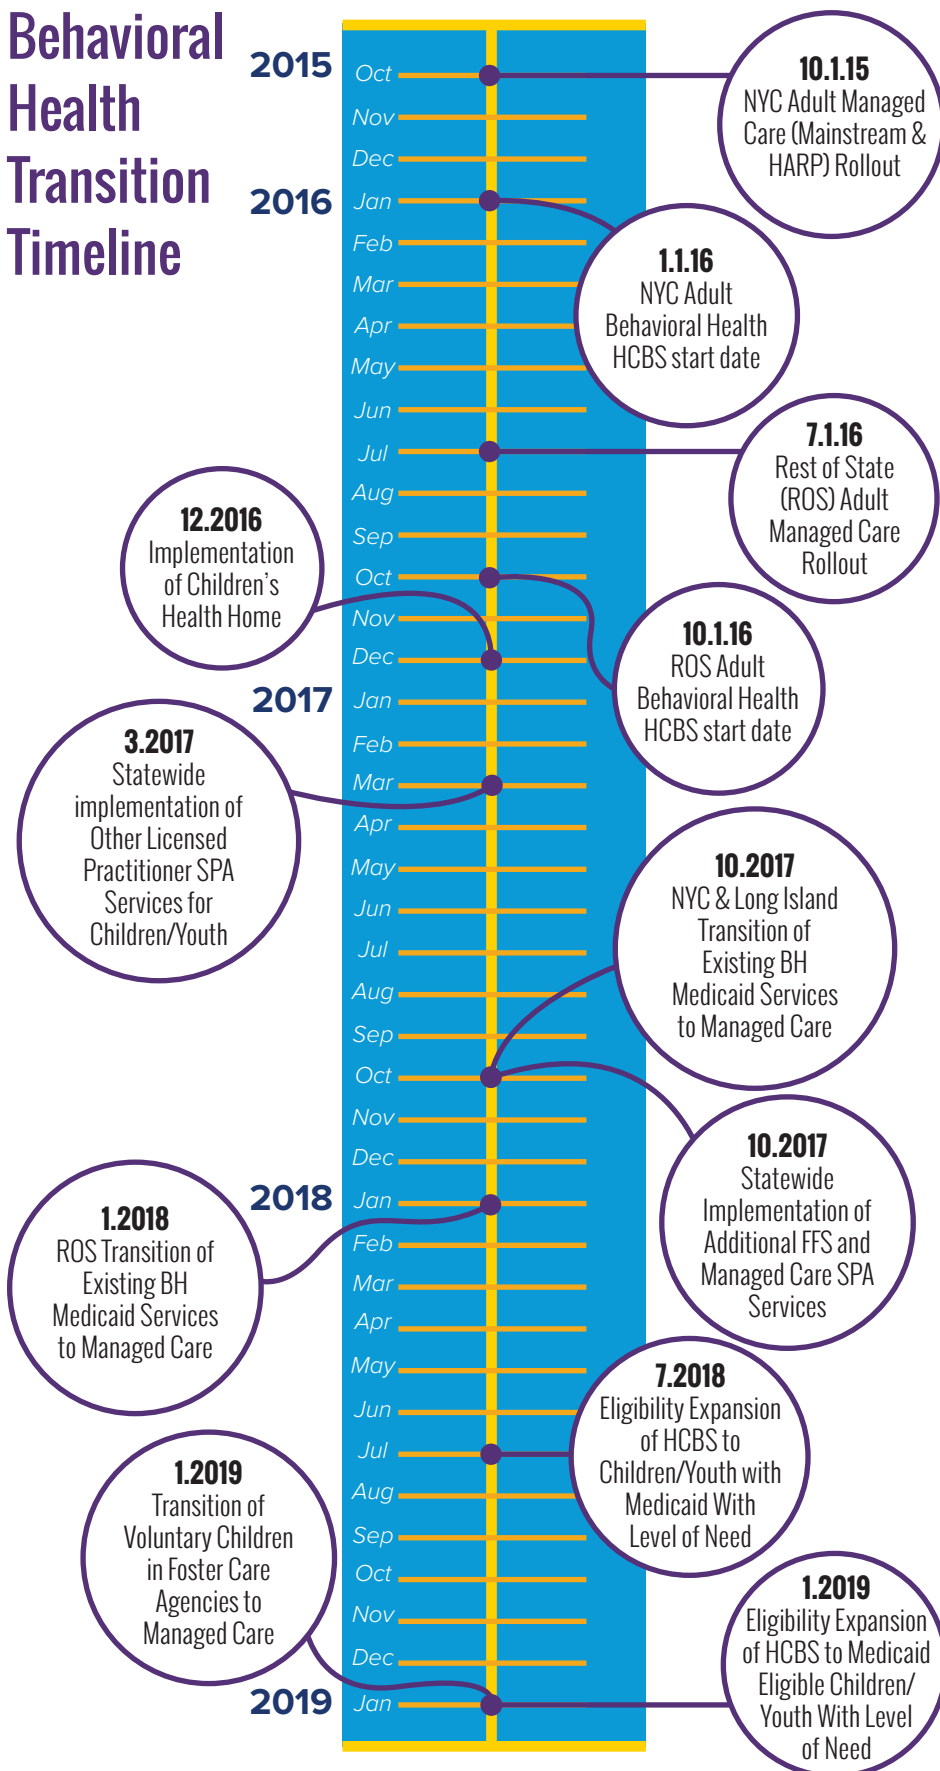 Behavioral
Health
Transition
Timeline
2015
Oct
Nov
Dec
2016
Jan
Feb
Mar
Apr
May
Jun
Jul
Aug
Sep
Oct
Nov
Dec
2017
Jan
Feb
Mar
Apr
May
Jun
Jul
Aug
Sep
Oct
Nov
Dec
2018
Jan
Feb
Mar
Apr
May
Jun
Jul
Aug
Sep
Oct
Nov
Dec
2019
Jan
10.1.15
NYC Adult Managed
Care (Mainstream &
HARP) Rollout
1.1.16
NYC Adult
Behavioral Health
HCBS start date
7.1.16
Rest of State
(ROS) Adult
Managed Care
Rollout
12.2016
Implementation
of Children's
Health Home
10.1.16
ROS Adult
Behavioral Health
HCBS start date
3.2017
Statewide
implementation of
Other Licensed
Practitioner SPA
Services for
Children/Youth
10.2017
NYC & Long Island
Transition of
Existing BH
Medicaid Services
to Managed Care
10.2017
Statewide
Implementation of
Additional FFS and
Managed Care SPA
Services
1.2018
ROS Transition of
Existing BH
Medicaid Services
to Managed Care
7.2018
Eligibility Expansion
of HCBS to
Children/Youth with
Medicaid With
Level of Need
1.2019
Transition of
Voluntary Children
in Foster Care
Agencies to
Managed Care
1.2019
Eligibility Expansion
of HCBS to Medicaid
Eligible Children/
Youth With Level
of Need